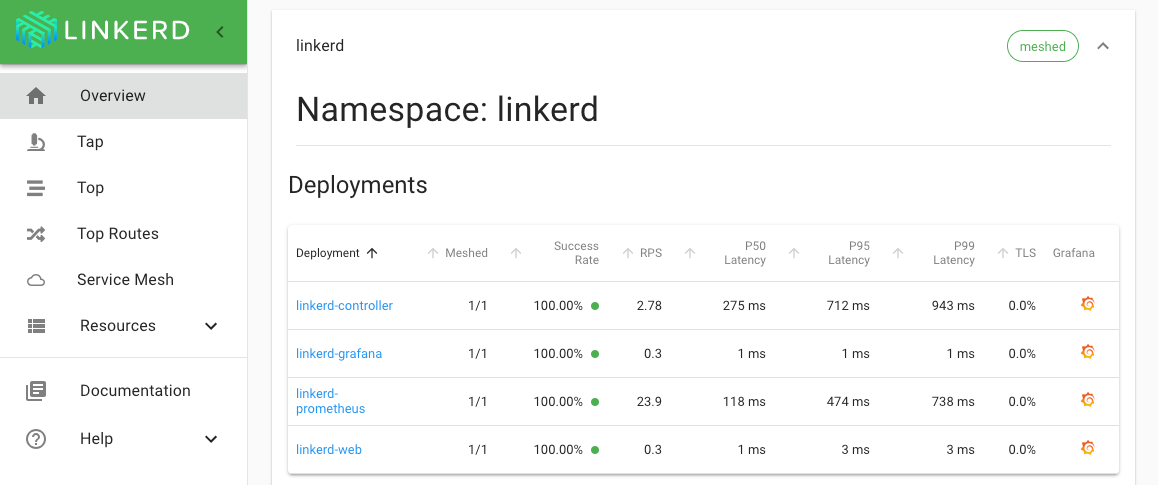 LINKERD
Overview
Tap
Top
Top Routes
Service Mesh
Resources
Documentation
Help
linkerd
meshed
Namespace: linkerd
Deployments
Deployment Meshed Success Rate RPS P50 Latency P95 Latency P99 Latency TLS Grafana
linkerd-controller 1/1 100.00% 2.78 275 ms 712 ms 943 ms 0.0%
linkerd-grafana 1/1 100.00% 0.3 1 ms 1 ms 1 ms 0.0%
linkerd-prometheus 1/1 100.00% 23.9 118 ms 474 ms 738 ms 0.0%
linkerd-web 1/1 100.00% 0.3 1 ms 3 ms 3 ms 0.0%